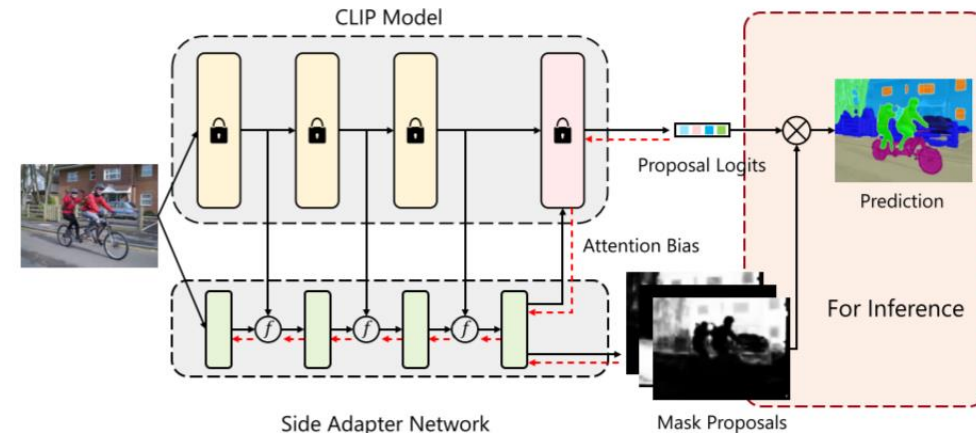 CLIP Model
Proposal Logits
Prediction
Attention Bias
For Inference
f
f
f
Side Adapter Network
Mask Proposals